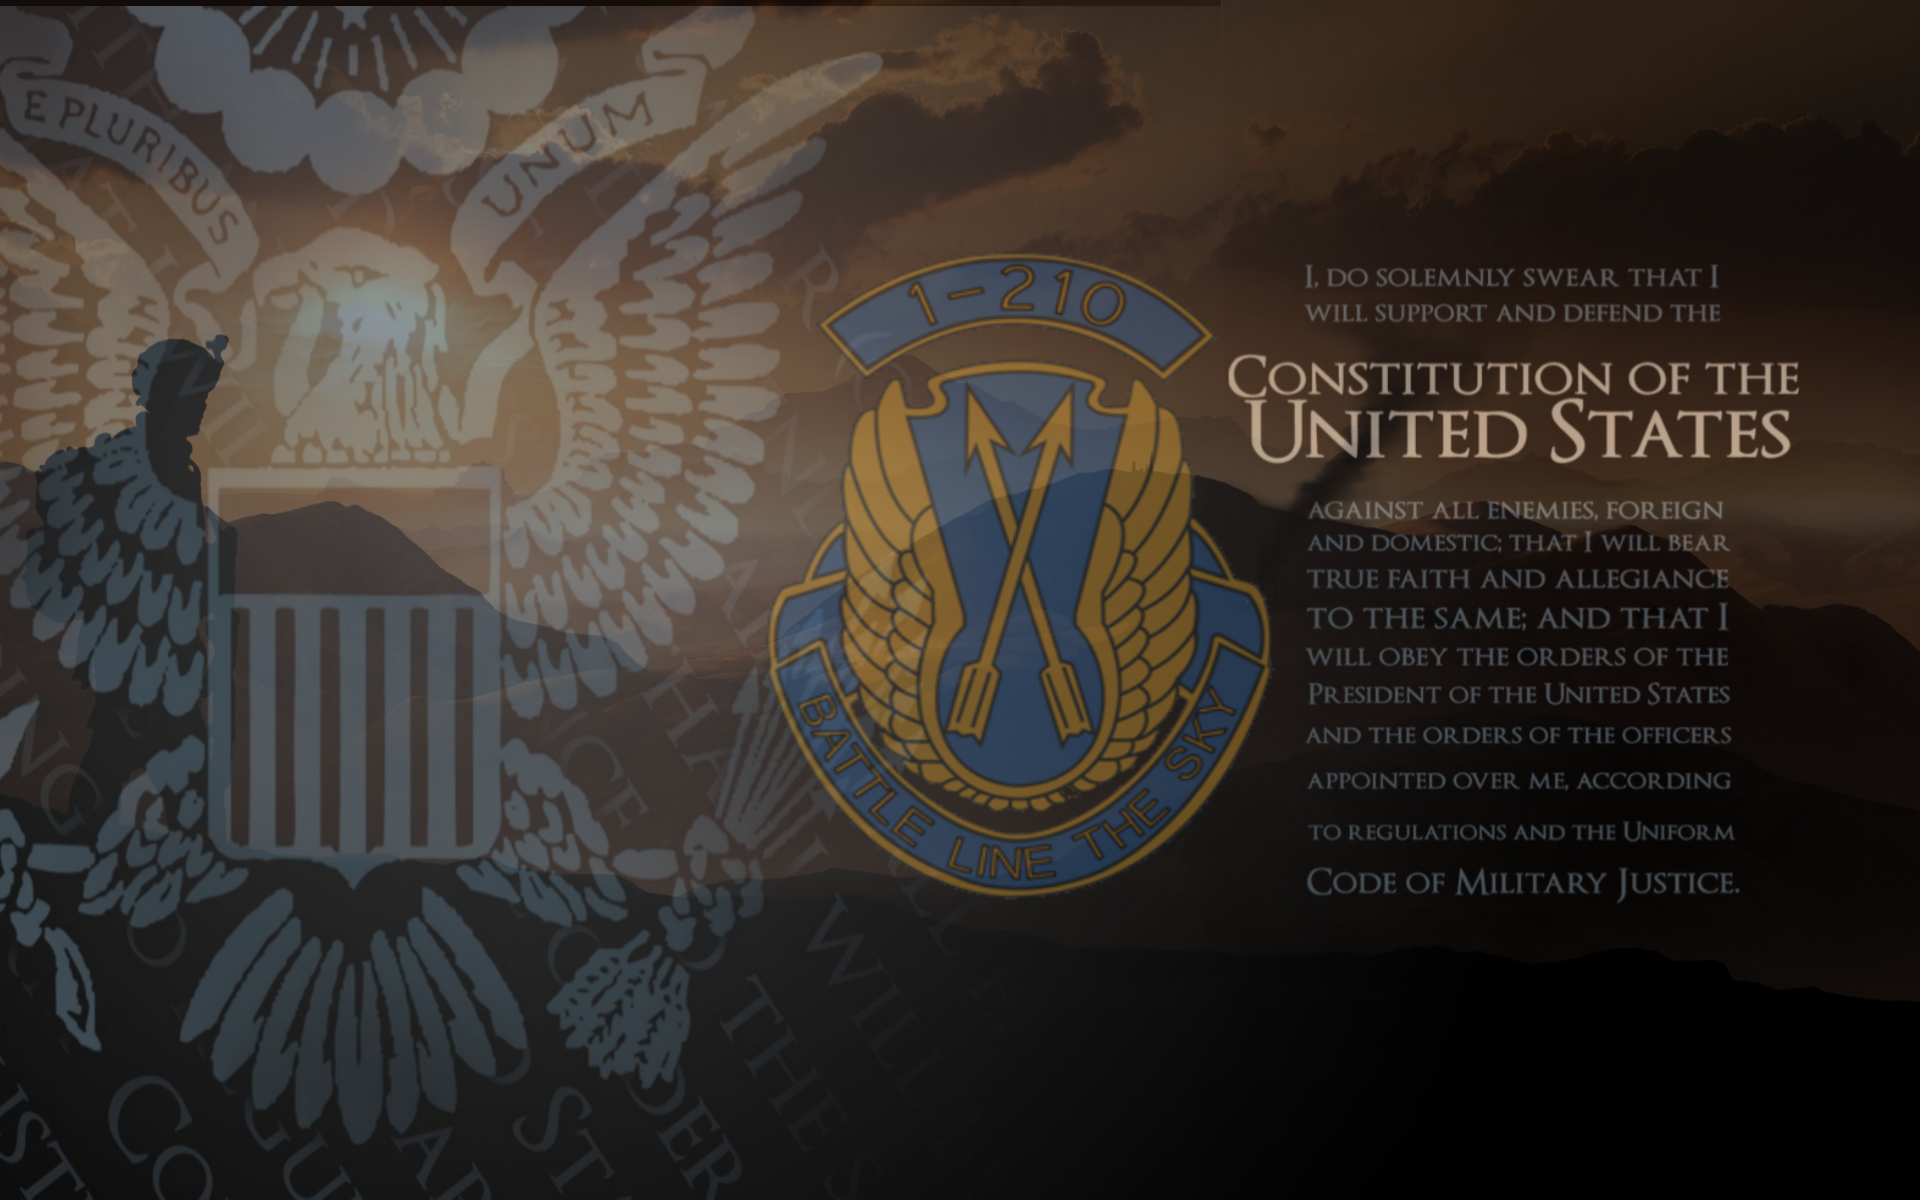 E PLURIBUS UNUM
1-210
BATTLE LINE THE SKY
I, DO SOLEMNLY SWEAR THAT I
WILL SUPPORT AND DEFEND THE
CONSTITUTION OF THE
UNITED STATES
AGAINST ALL ENEMIES, FOREIGN
AND DOMESTIC; THAT I WILL BEAR
TRUE FAITH AND ALLEGIANCE
TO THE SAME; AND THAT I
WILL OBEY THE ORDERS OF THE
PRESIDENT OF THE UNITED STATES
AND THE ORDERS OF THE OFFICERS
APPOINTED OVER ME, ACCORDING
TO REGULATIONS AND THE UNIFORM
CODE OF MILITARY JUSTICE.